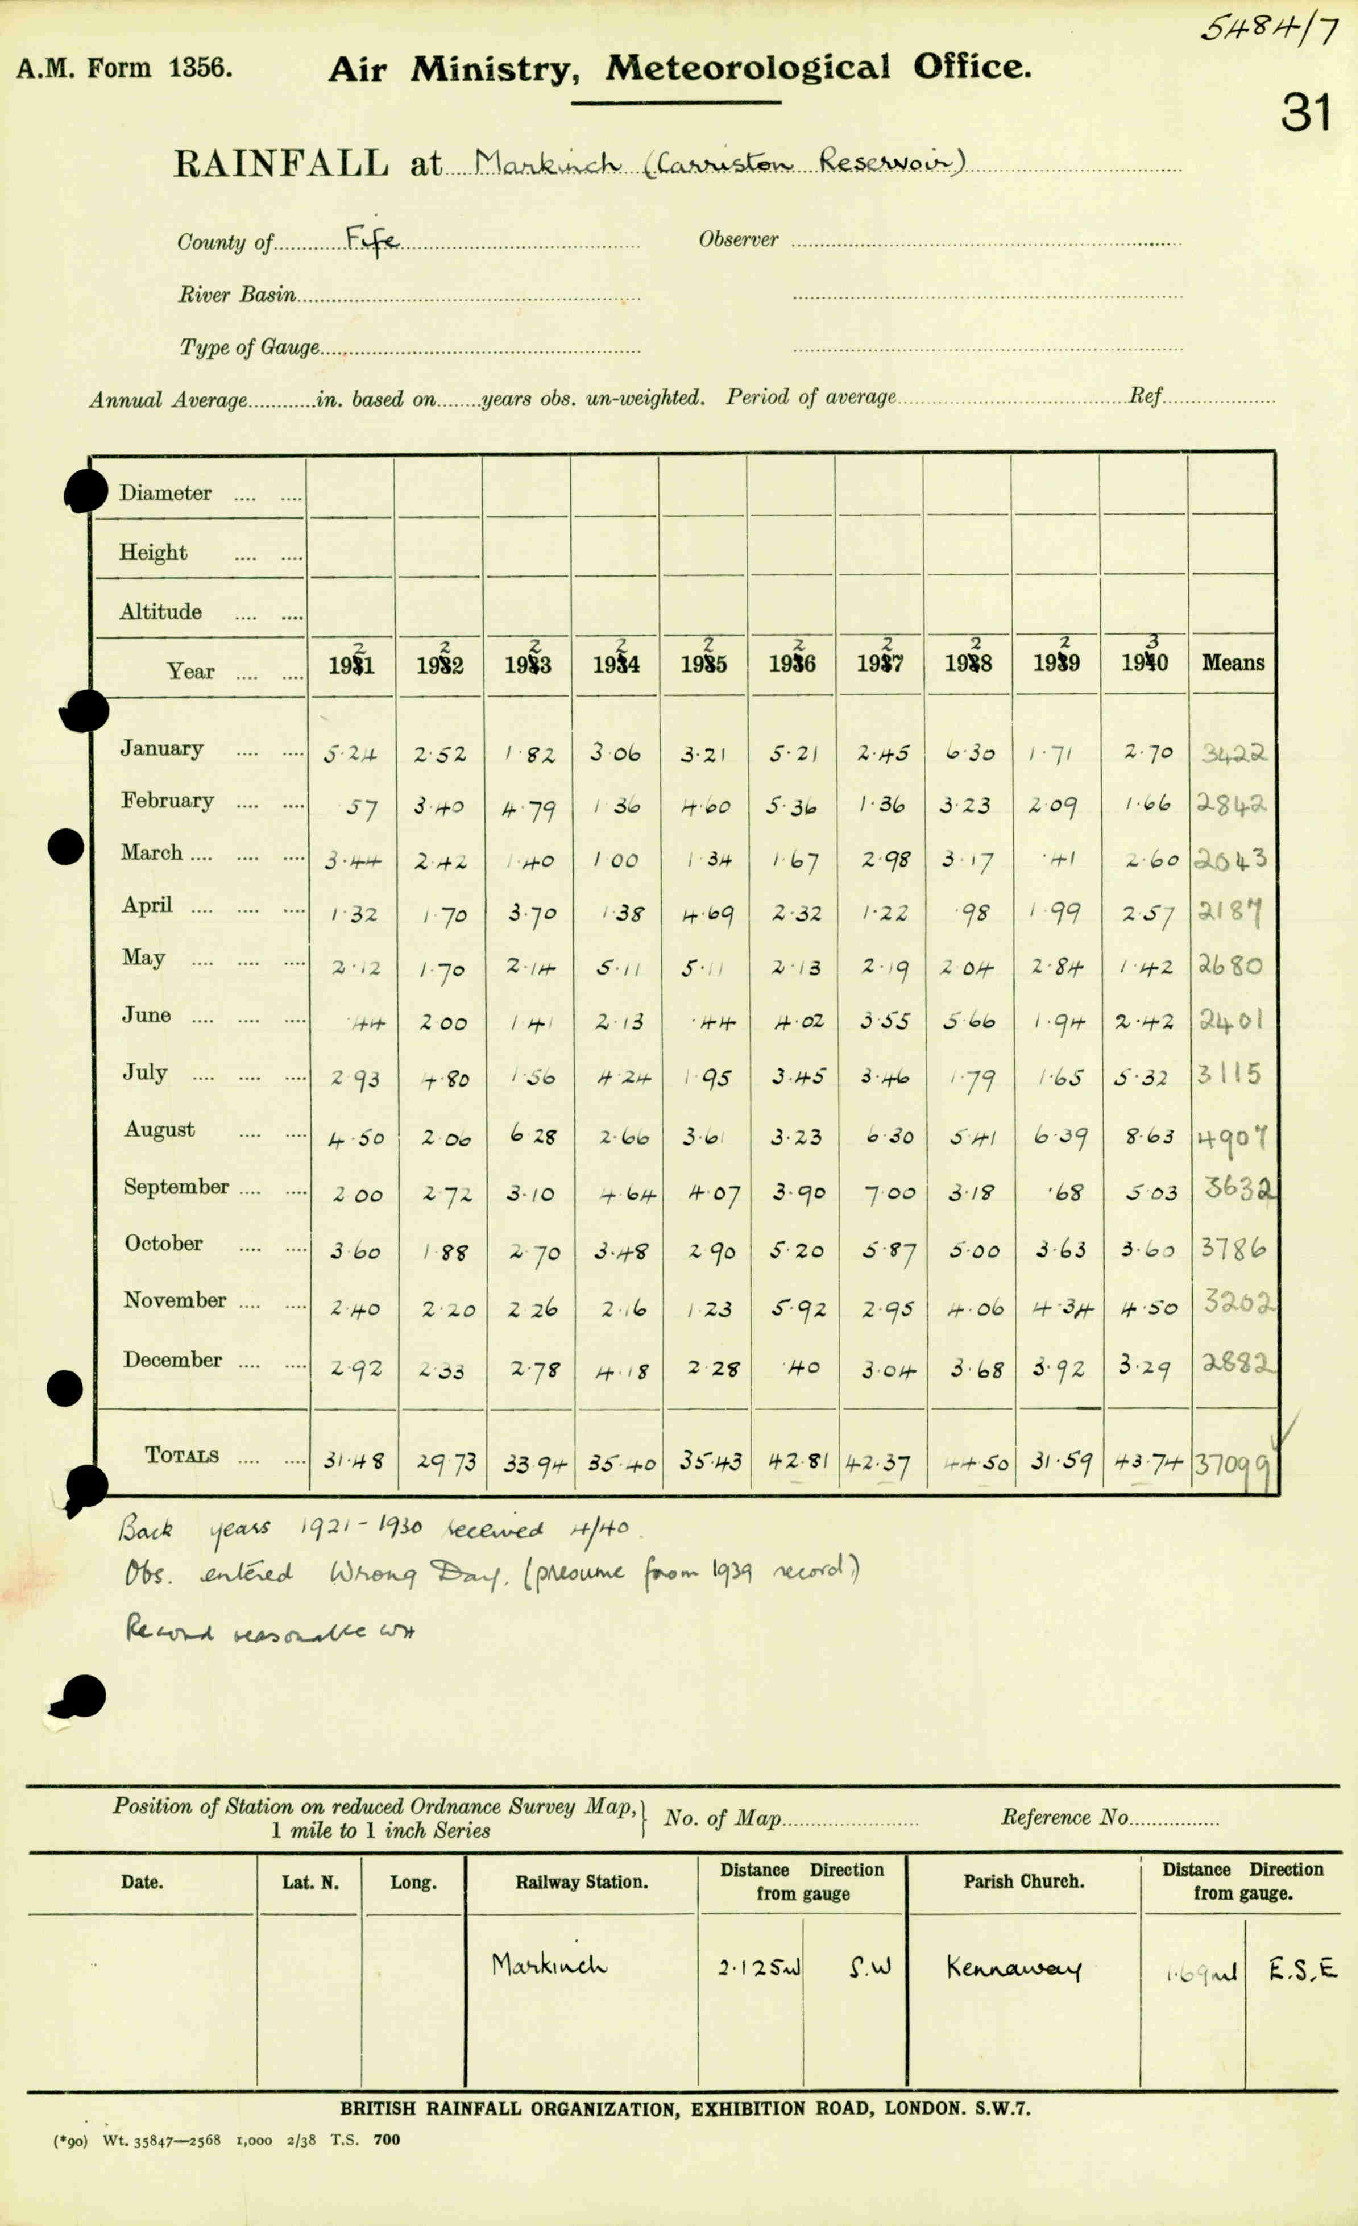 5484/7
A.M. Form 1356. Air Ministry, Meteorological Office.
31
RAINFALL at Markinch (Carriston Reservoir)
County of Fife Observer
River Basin
Type of Gauge
Annual Average in. based on years obs. un-weighted. Period of average Ref
Diameter
Height
Altitude
Year 1921 1922 1923 1924 1925 1926 1927 1928 1929 1930 Means
January 5.24 2.52 1.82 3.06 3.21 5.21 2.45 6.30 1.71 2.70 3422
February .57 3.40 4.79 1.36 4.60 5.36 1.36 3.23 2.09 1.66 2842
March 3.44 2.42 1.40 1.00 1.34 1.67 2.98 3.17 .41 2.60 2043
April 1.32 1.70 3.70 1.38 4.69 2.32 1.22 .98 1.99 2.57 2187
May 2.12 1.70 2.14 5.11 5.11 2.13 2.19 2.04 2.84 1.42 2680
June .44 2.00 1.41 2.13 .44 4.02 3.55 5.66 1.94 2.42 2401
July 2.93 4.80 1.56 4.24 1.95 3.45 3.46 1.79 1.65 5.32 3115
August 4.50 2.06 6.28 2.66 3.61 3.23 6.30 5.41 6.39 8.63 4907
September 2.00 2.72 3.10 4.64 4.07 3.90 7.00 3.18 .68 5.03 3632
October 3.60 1.88 2.70 3.48 2.90 5.20 5.87 5.00 3.63 3.60 3786
November 2.40 2.20 2.26 2.16 1.23 5.92 2.95 4.06 4.34 4.50 3202
December 2.92 2.33 2.78 4.18 2.28 .40 3.04 3.68 3.92 3.29 2882
TOTALS 31.48 29.73 33.94 35.40 35.43 42.81 42.37 44.50 31.59 43.74 37099
Back years 1921-1930 received 4/40.
Obs. entered Wrong Day. (presume from 1939 record)
Record reasonable
Position of Station on reduced Ordnance Survey Map, 1 mile to 1 inch Series No. of Map Reference No.
Date. Lat. N. Long. Railway Station. Distance Direction from gauge Parish Church. Distance Direction from gauge.
Markinch 2.125m S.W Kennoway 1.69ml E.S.E
BRITISH RAINFALL ORGANIZATION, EXHIBITION ROAD, LONDON. S.W.7.
(*90) Wt. 35847—2568 1,000 2/38 T.S. 700